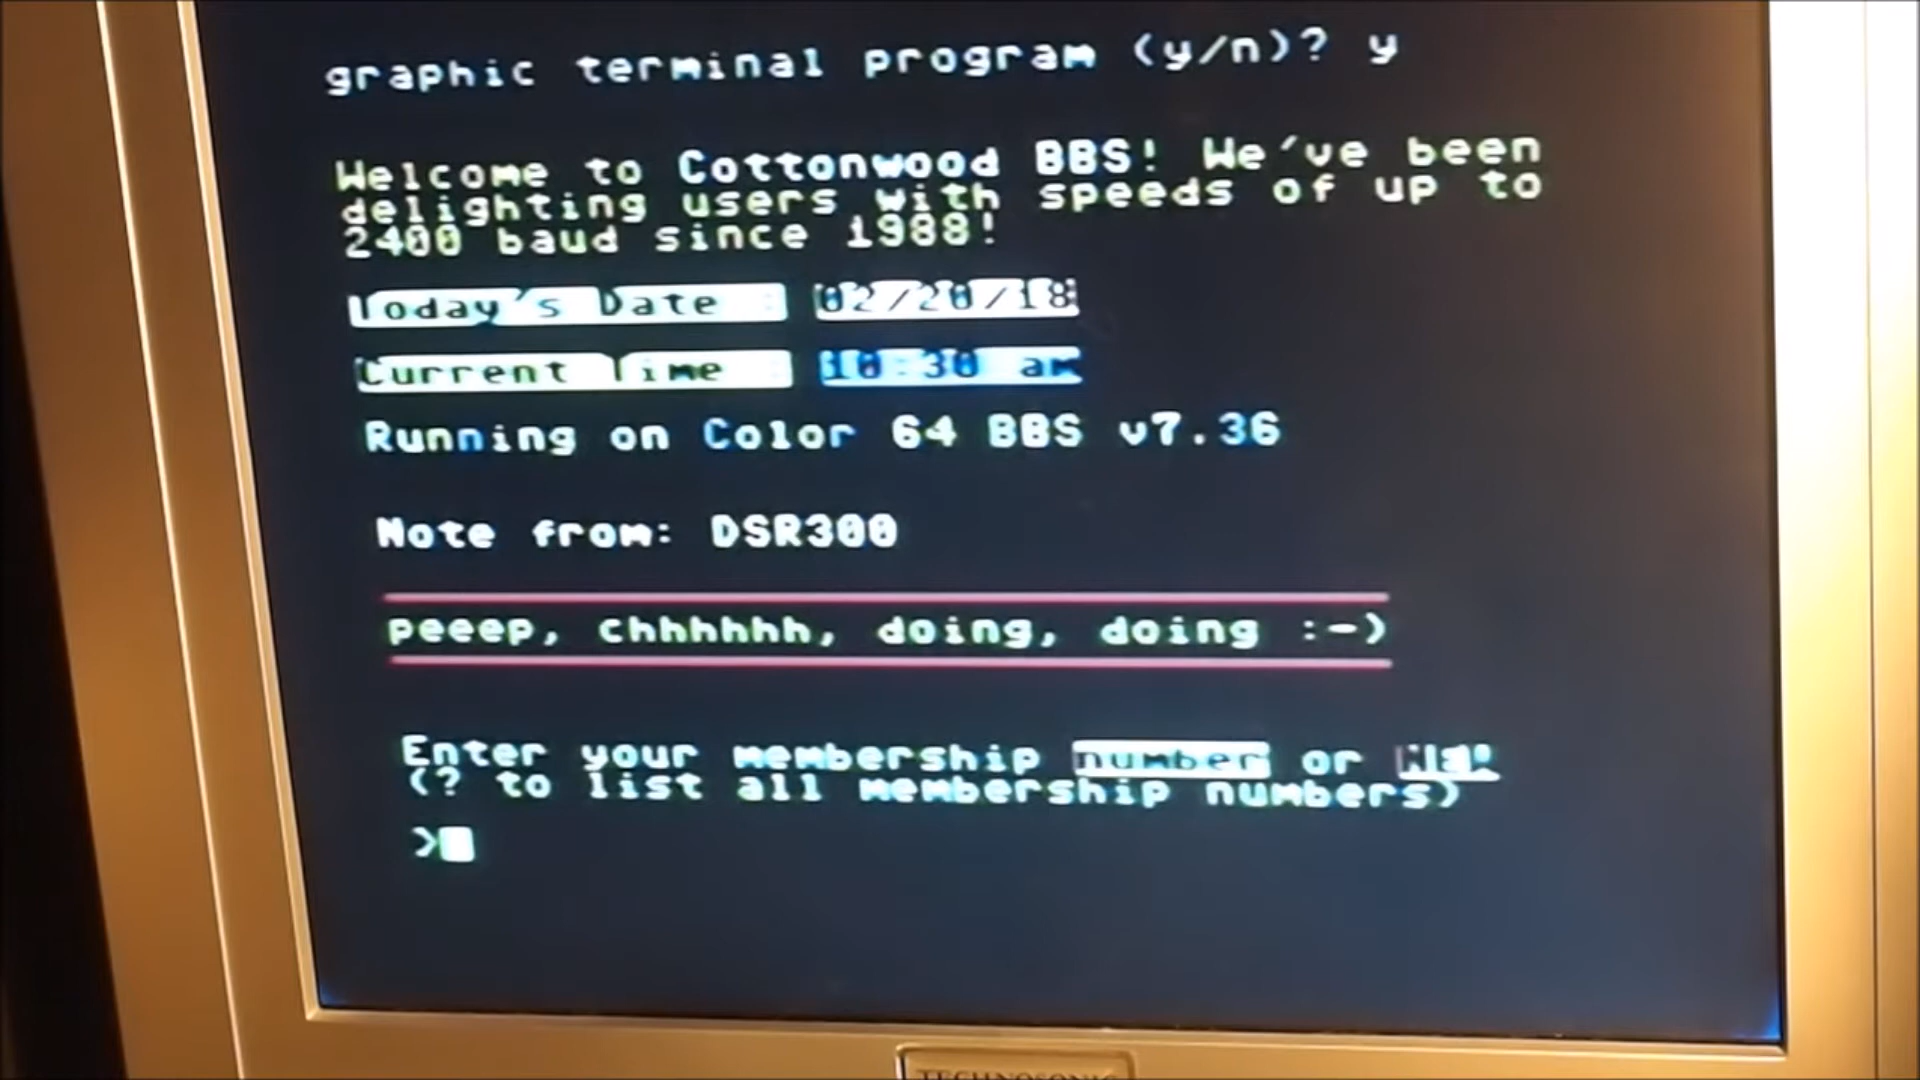 graphic terminal program (y/n)? y
Welcome to Cottonwood BBS! We've been
delighting users with speeds of up to
2400 baud since 1988!
Today's Date : 02/20/18
Current Time : 10:30 am
Running on Color 64 BBS v7.36
Note from: DSR300
peeep, chhhhhh, doing, doing :-)
Enter your membership number or
(? to list all membership numbers)
>
TECHNOSONIC